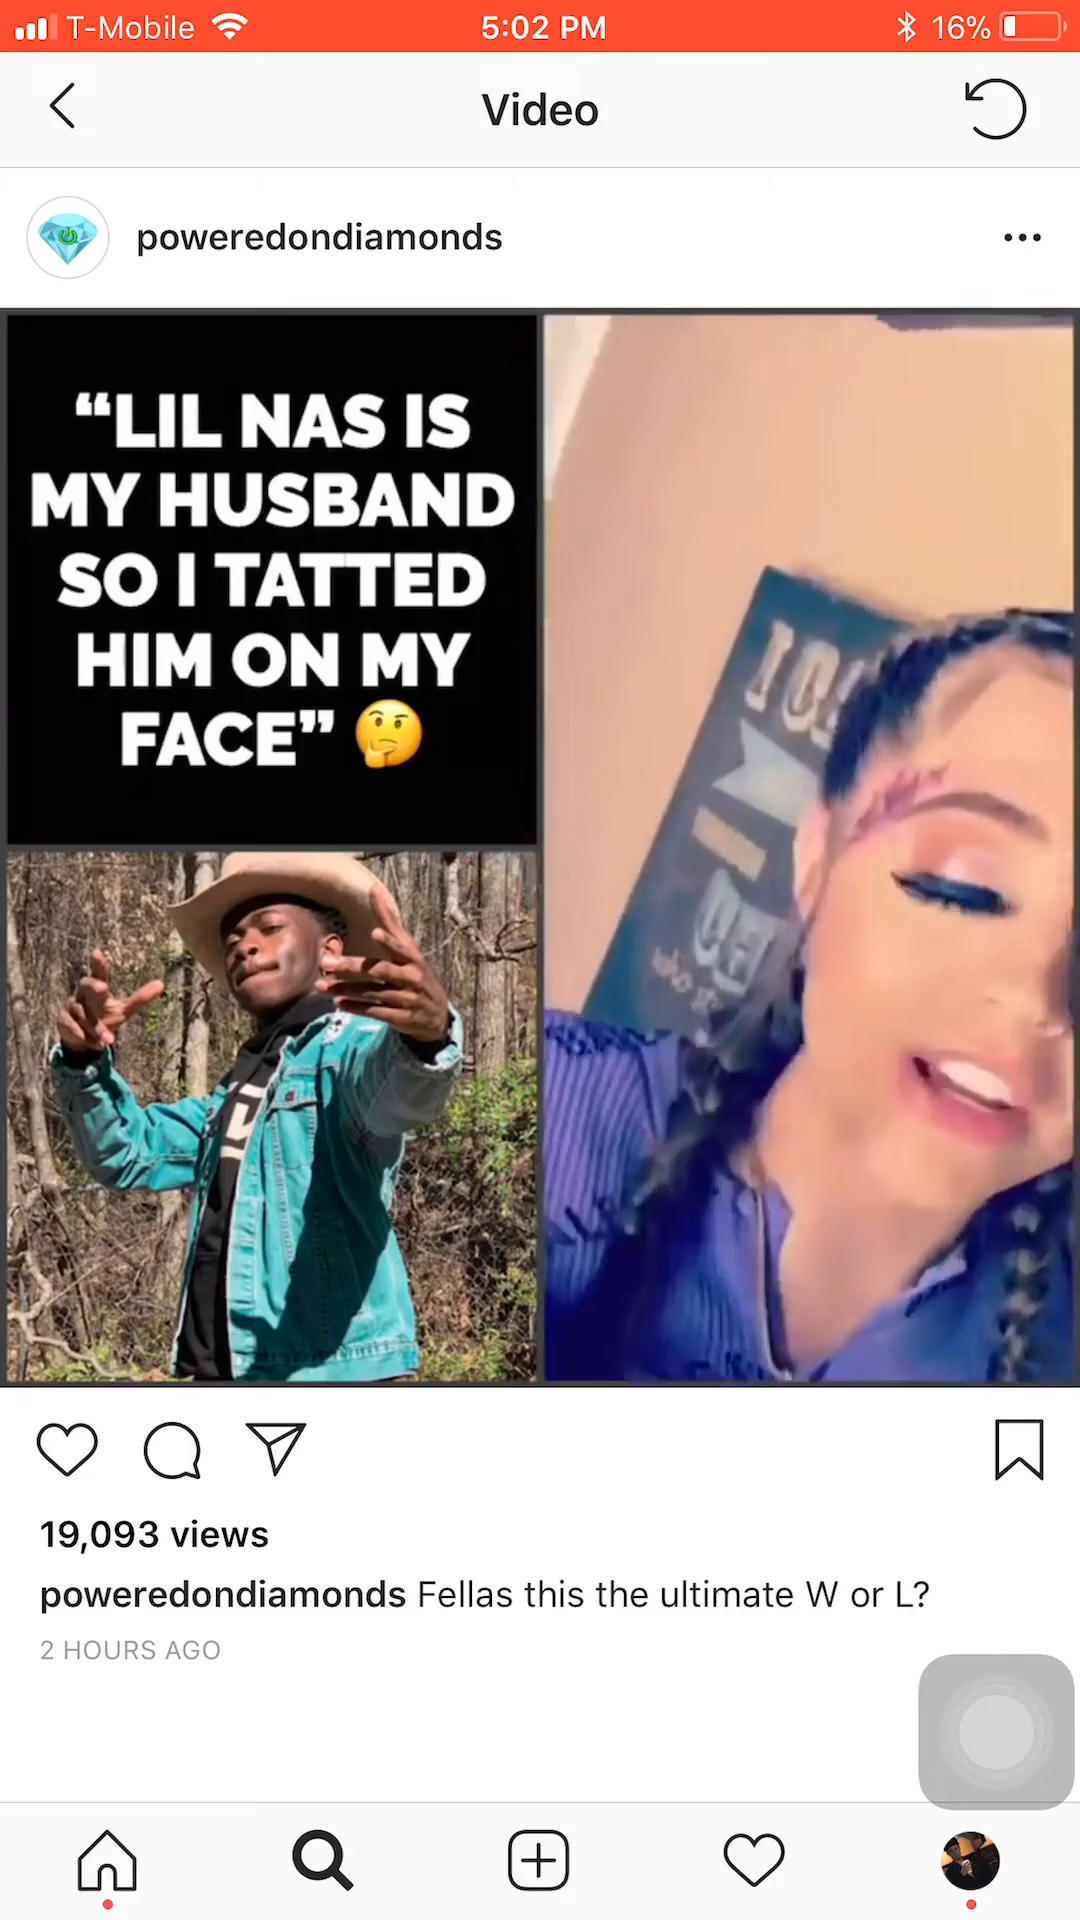 T-Mobile 5:02 PM 16%
Video
poweredondiamonds
“LIL NAS IS
MY HUSBAND
SO I TATTED
HIM ON MY
FACE” 🤔
19,093 views
poweredondiamonds Fellas this the ultimate W or L?
2 HOURS AGO